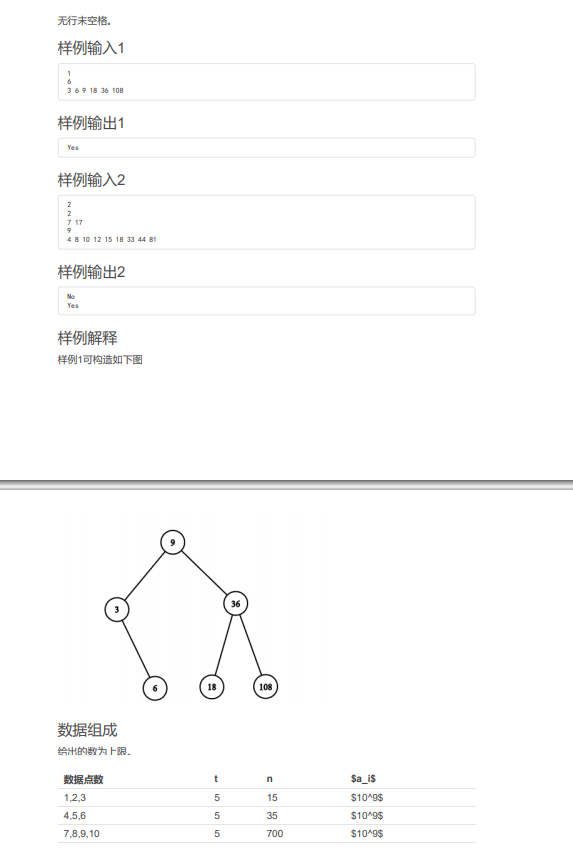 无行末空格。
样例输入1
1
6
3 6 9 18 36 108
样例输出1
Yes
样例输入2
2
2
7 17
9
4 8 10 12 15 18 33 44 81
样例输出2
No
Yes
样例解释
样例1可构造如下图
9
3
36
6
18
108
数据组成
给出的数为上限。
数据点数 t n $a_i$
1,2,3 5 15 $10^9$
4,5,6 5 35 $10^9$
7,8,9,10 5 700 $10^9$